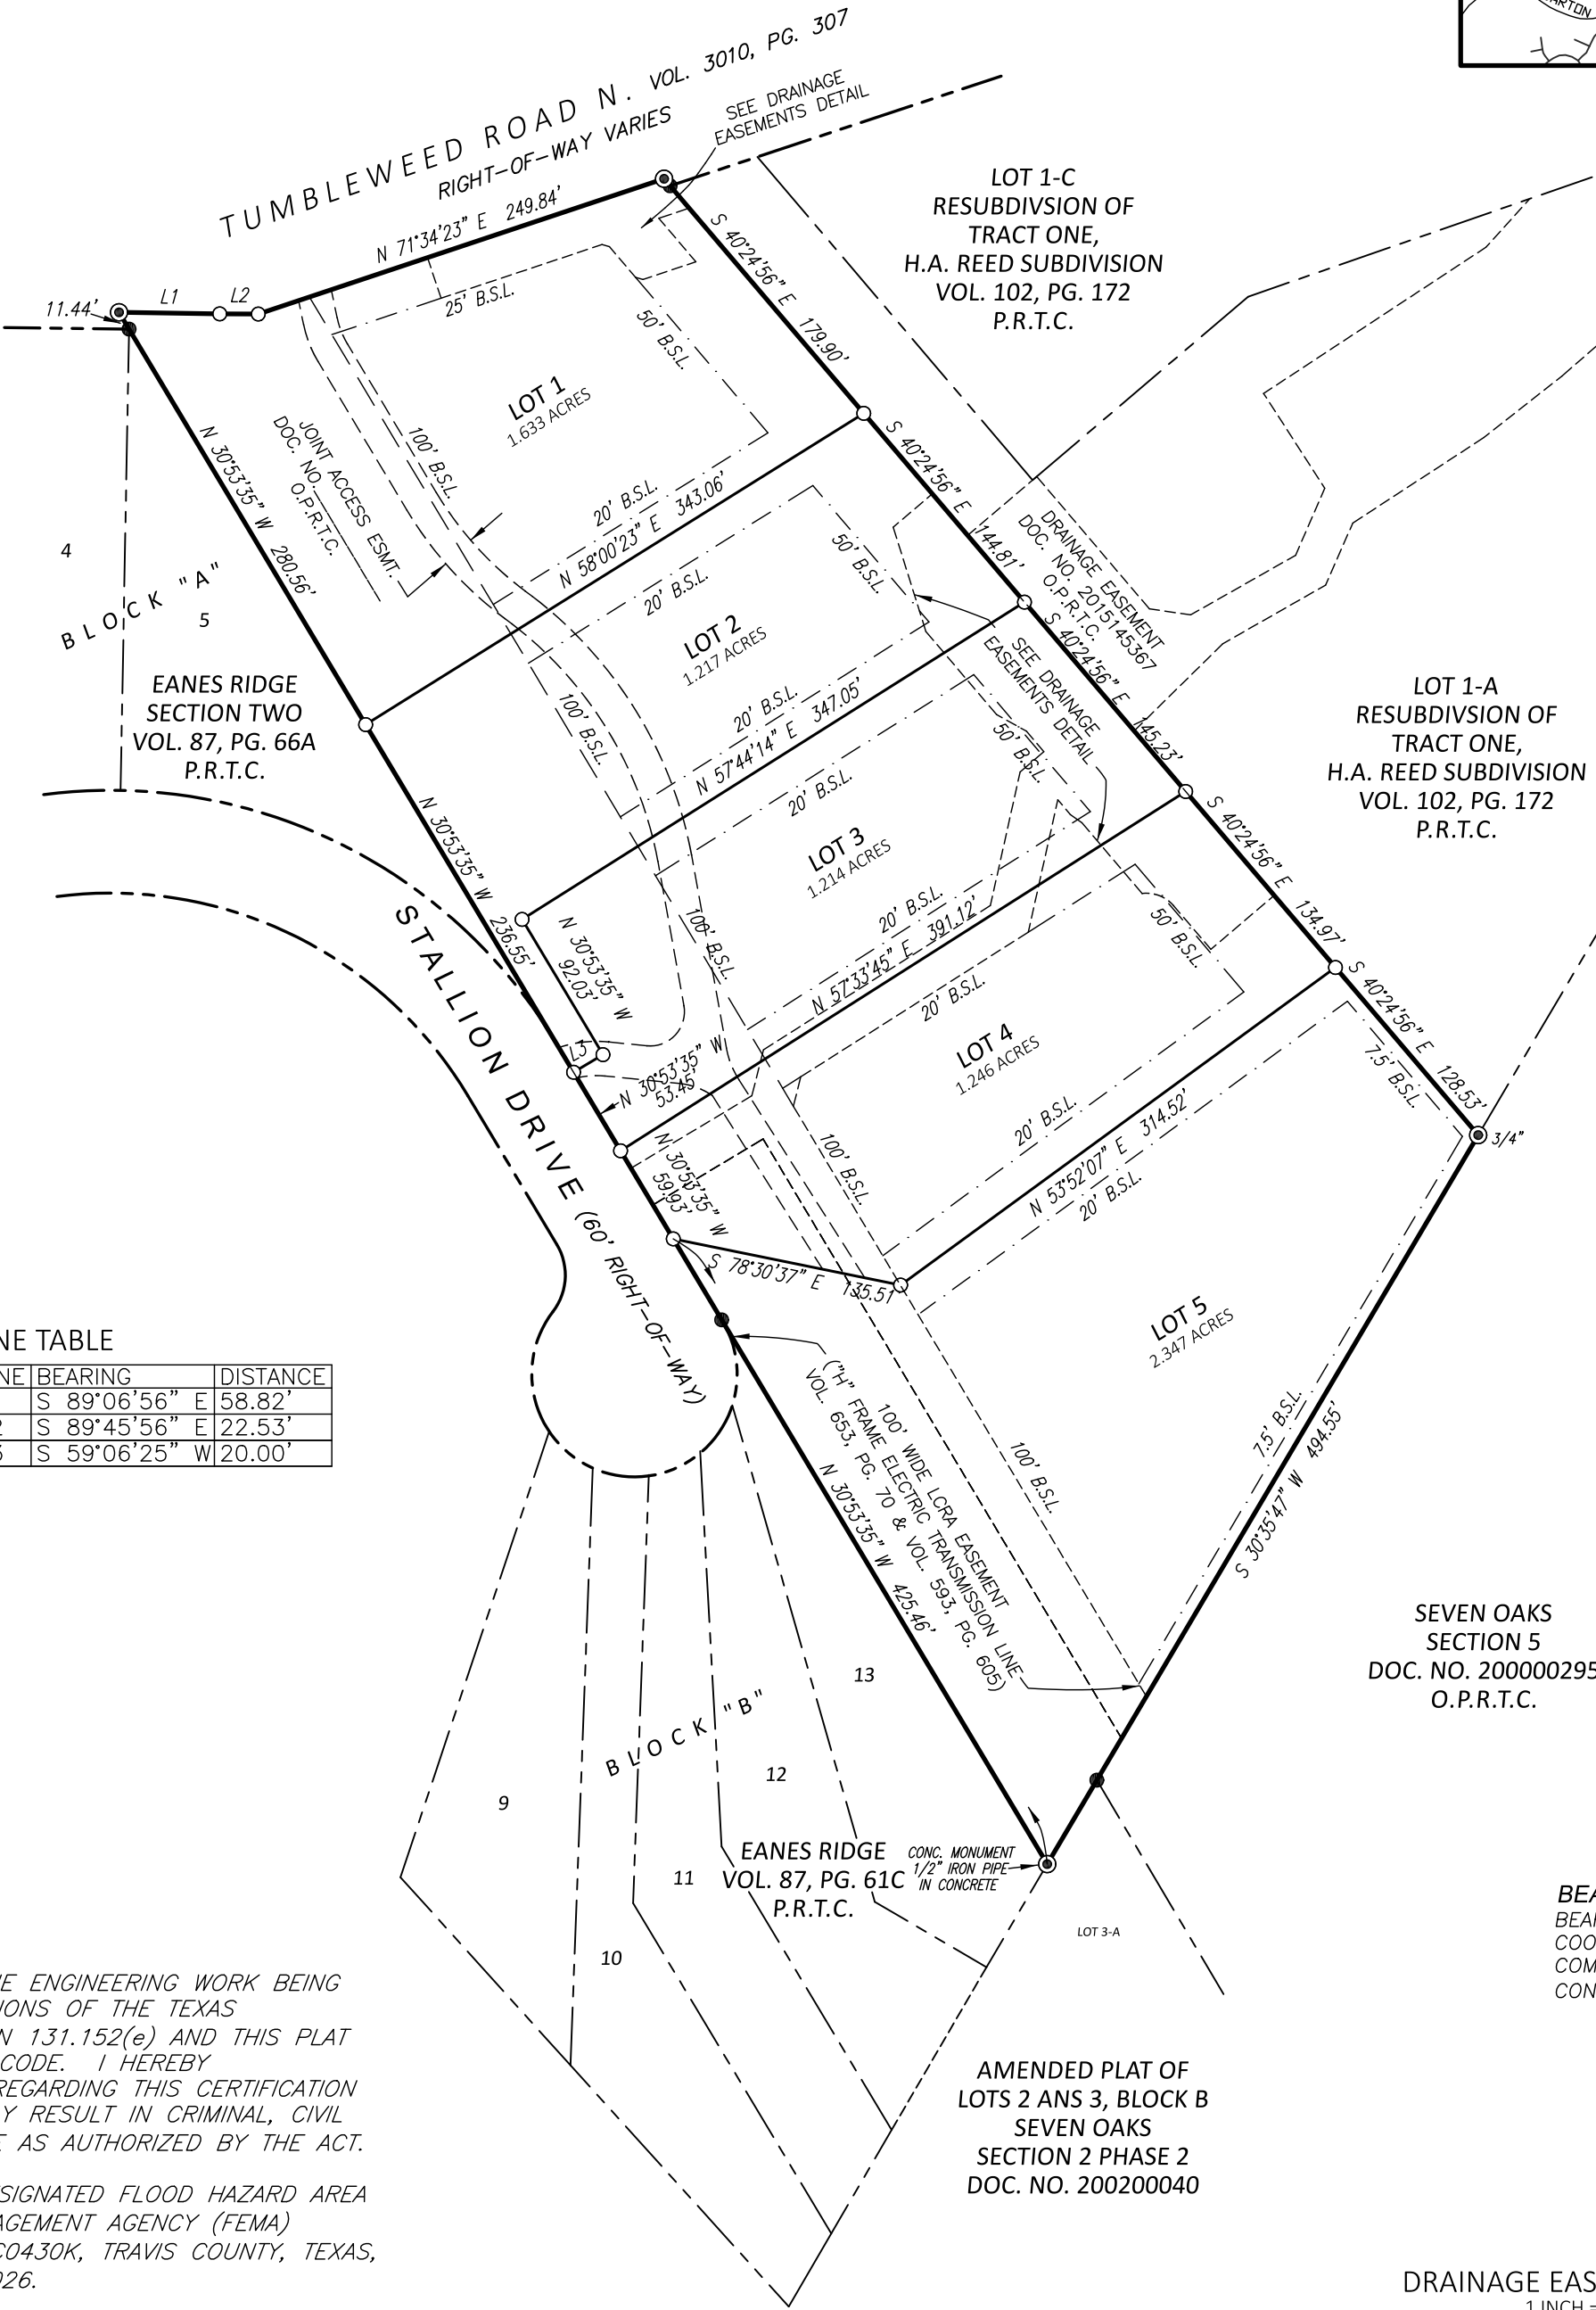 ARTON
TUMBLEWEED ROAD N. VOL. 3010, PG. 307
RIGHT-OF-WAY VARIES
SEE DRAINAGE
EASEMENTS DETAIL
N 71°34'23" E 249.84'
11.44'
L1
L2
25' B.S.L.
50' B.S.L.
S 40°24'56" E 179.90'
LOT 1-C
RESUBDIVSION OF
TRACT ONE,
H.A. REED SUBDIVISION
VOL. 102, PG. 172
P.R.T.C.
LOT 1
1.633 ACRES
JOINT ACCESS ESMT.
DOC. NO.
O.P.R.T.C.
100' B.S.L.
N 30°53'35" W 280.56'
20' B.S.L.
N 58°00'23" E 343.06'
20' B.S.L.
S 40°24'56" E 144.81'
50' B.S.L.
DRAINAGE EASEMENT
DOC. NO. 2015145367
O.P.R.T.C.
4
BLOCK "A"
5
EANES RIDGE
SECTION TWO
VOL. 87, PG. 66A
P.R.T.C.
LOT 2
1.217 ACRES
100' B.S.L.
20' B.S.L.
N 57°44'14" E 347.05'
20' B.S.L.
SEE DRAINAGE
EASEMENTS DETAIL
50' B.S.L.
S 40°24'56" E 145.23'
LOT 1-A
RESUBDIVSION OF
TRACT ONE,
H.A. REED SUBDIVISION
VOL. 102, PG. 172
P.R.T.C.
N 30°53'35" W 236.55'
LOT 3
1.214 ACRES
N 30°53'35" W
92.03'
100' B.S.L.
20' B.S.L.
N 57°33'45" E 391.12'
20' B.S.L.
50' B.S.L.
S 40°24'56" E 134.97'
L3
N 30°53'35" W
53.45'
LOT 4
1.246 ACRES
STALLION DRIVE (60' RIGHT-OF-WAY)
N 30°53'35" W
59.93'
100' B.S.L.
20' B.S.L.
N 53°52'07" E 314.52'
20' B.S.L.
S 40°24'56" E 128.53'
7.5' B.S.L.
3/4"
S 78°30'37" E 135.51'
LOT 5
2.347 ACRES
NE TABLE
NE BEARING DISTANCE
S 89°06'56" E 58.82'
2 S 89°45'56" E 22.53'
3 S 59°06'25" W 20.00'
100' WIDE LCRA EASEMENT
("H" FRAME ELECTRIC TRANSMISSION LINE
VOL. 653, PG. 70 & VOL. 593, PG. 605)
100' B.S.L.
7.5' B.S.L.
S 30°35'47" W 494.55'
N 30°53'35" W 425.46'
SEVEN OAKS
SECTION 5
DOC. NO. 200000295
O.P.R.T.C.
13
BLOCK "B"
12
9
11
10
EANES RIDGE
VOL. 87, PG. 61C
P.R.T.C.
CONC. MONUMENT
1/2" IRON PIPE
IN CONCRETE
LOT 3-A
BEA
BEAR
COO
COM
CON
E ENGINEERING WORK BEING
IONS OF THE TEXAS
N 131.152(e) AND THIS PLAT
CODE. I HEREBY
REGARDING THIS CERTIFICATION
Y RESULT IN CRIMINAL, CIVIL
E AS AUTHORIZED BY THE ACT.
SIGNATED FLOOD HAZARD AREA
AGEMENT AGENCY (FEMA)
C0430K, TRAVIS COUNTY, TEXAS,
026.
AMENDED PLAT OF
LOTS 2 ANS 3, BLOCK B
SEVEN OAKS
SECTION 2 PHASE 2
DOC. NO. 200200040
DRAINAGE EAS
1 INCH =